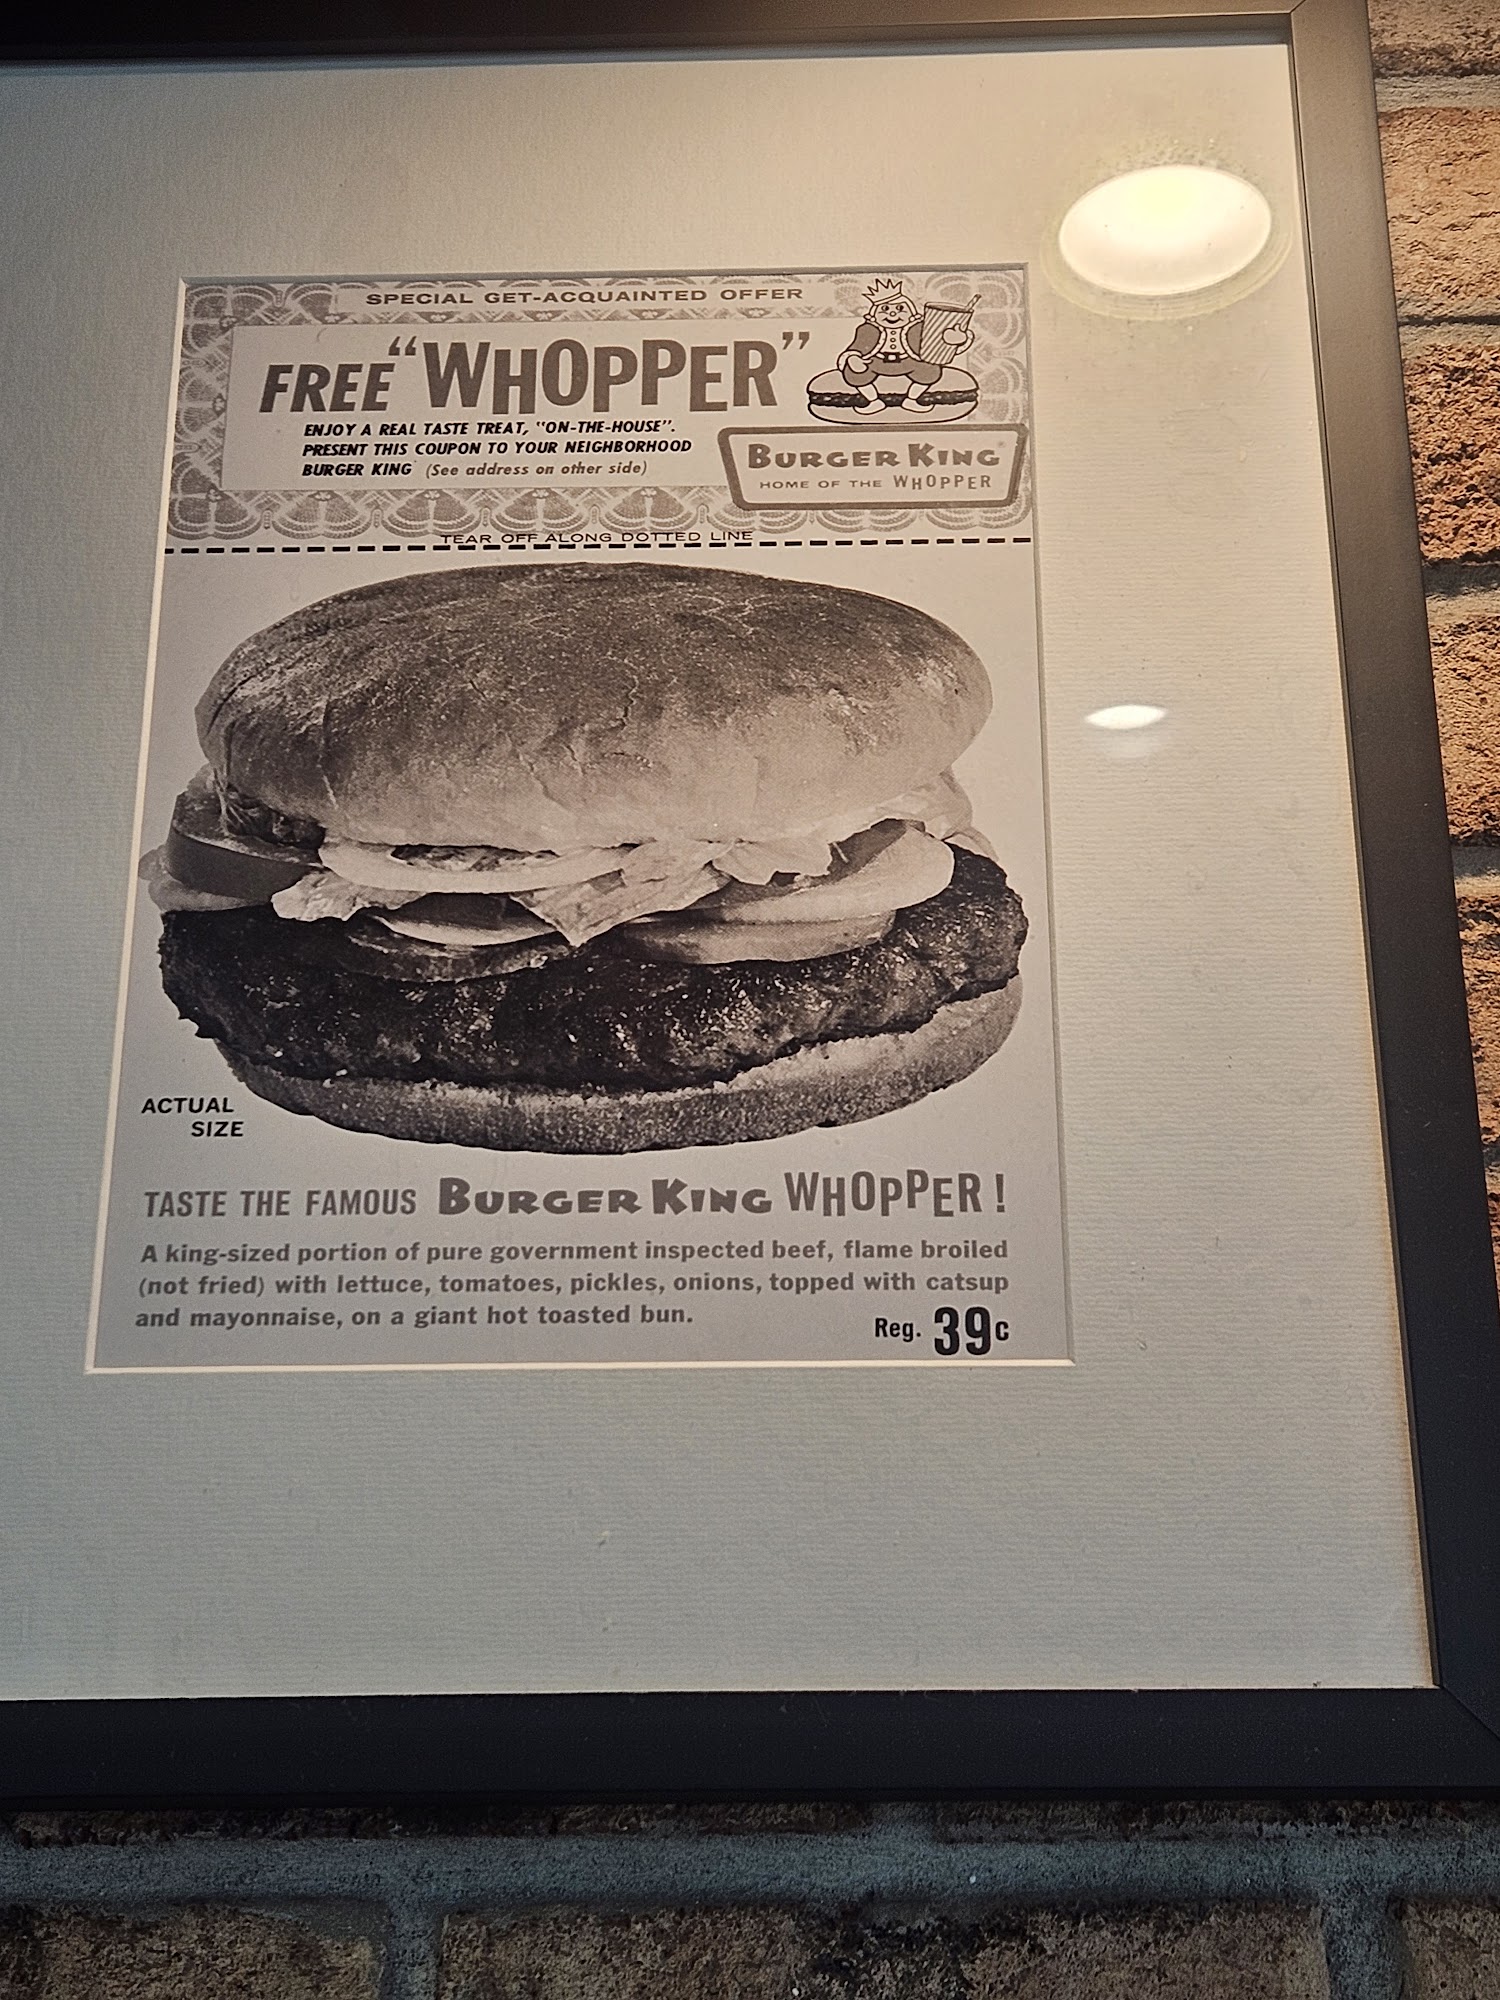 SPECIAL GET-ACQUAINTED OFFER
FREE "WHOPPER"
ENJOY A REAL TASTE TREAT, "ON-THE-HOUSE".
PRESENT THIS COUPON TO YOUR NEIGHBORHOOD
BURGER KING (See address on other side)
BURGER KING®
HOME OF THE WHOPPER
TEAR OFF ALONG DOTTED LINE
ACTUAL
SIZE
TASTE THE FAMOUS BURGER KING WHOPPER!
A king-sized portion of pure government inspected beef, flame broiled
(not fried) with lettuce, tomatoes, pickles, onions, topped with catsup
and mayonnaise, on a giant hot toasted bun.
Reg. 39c